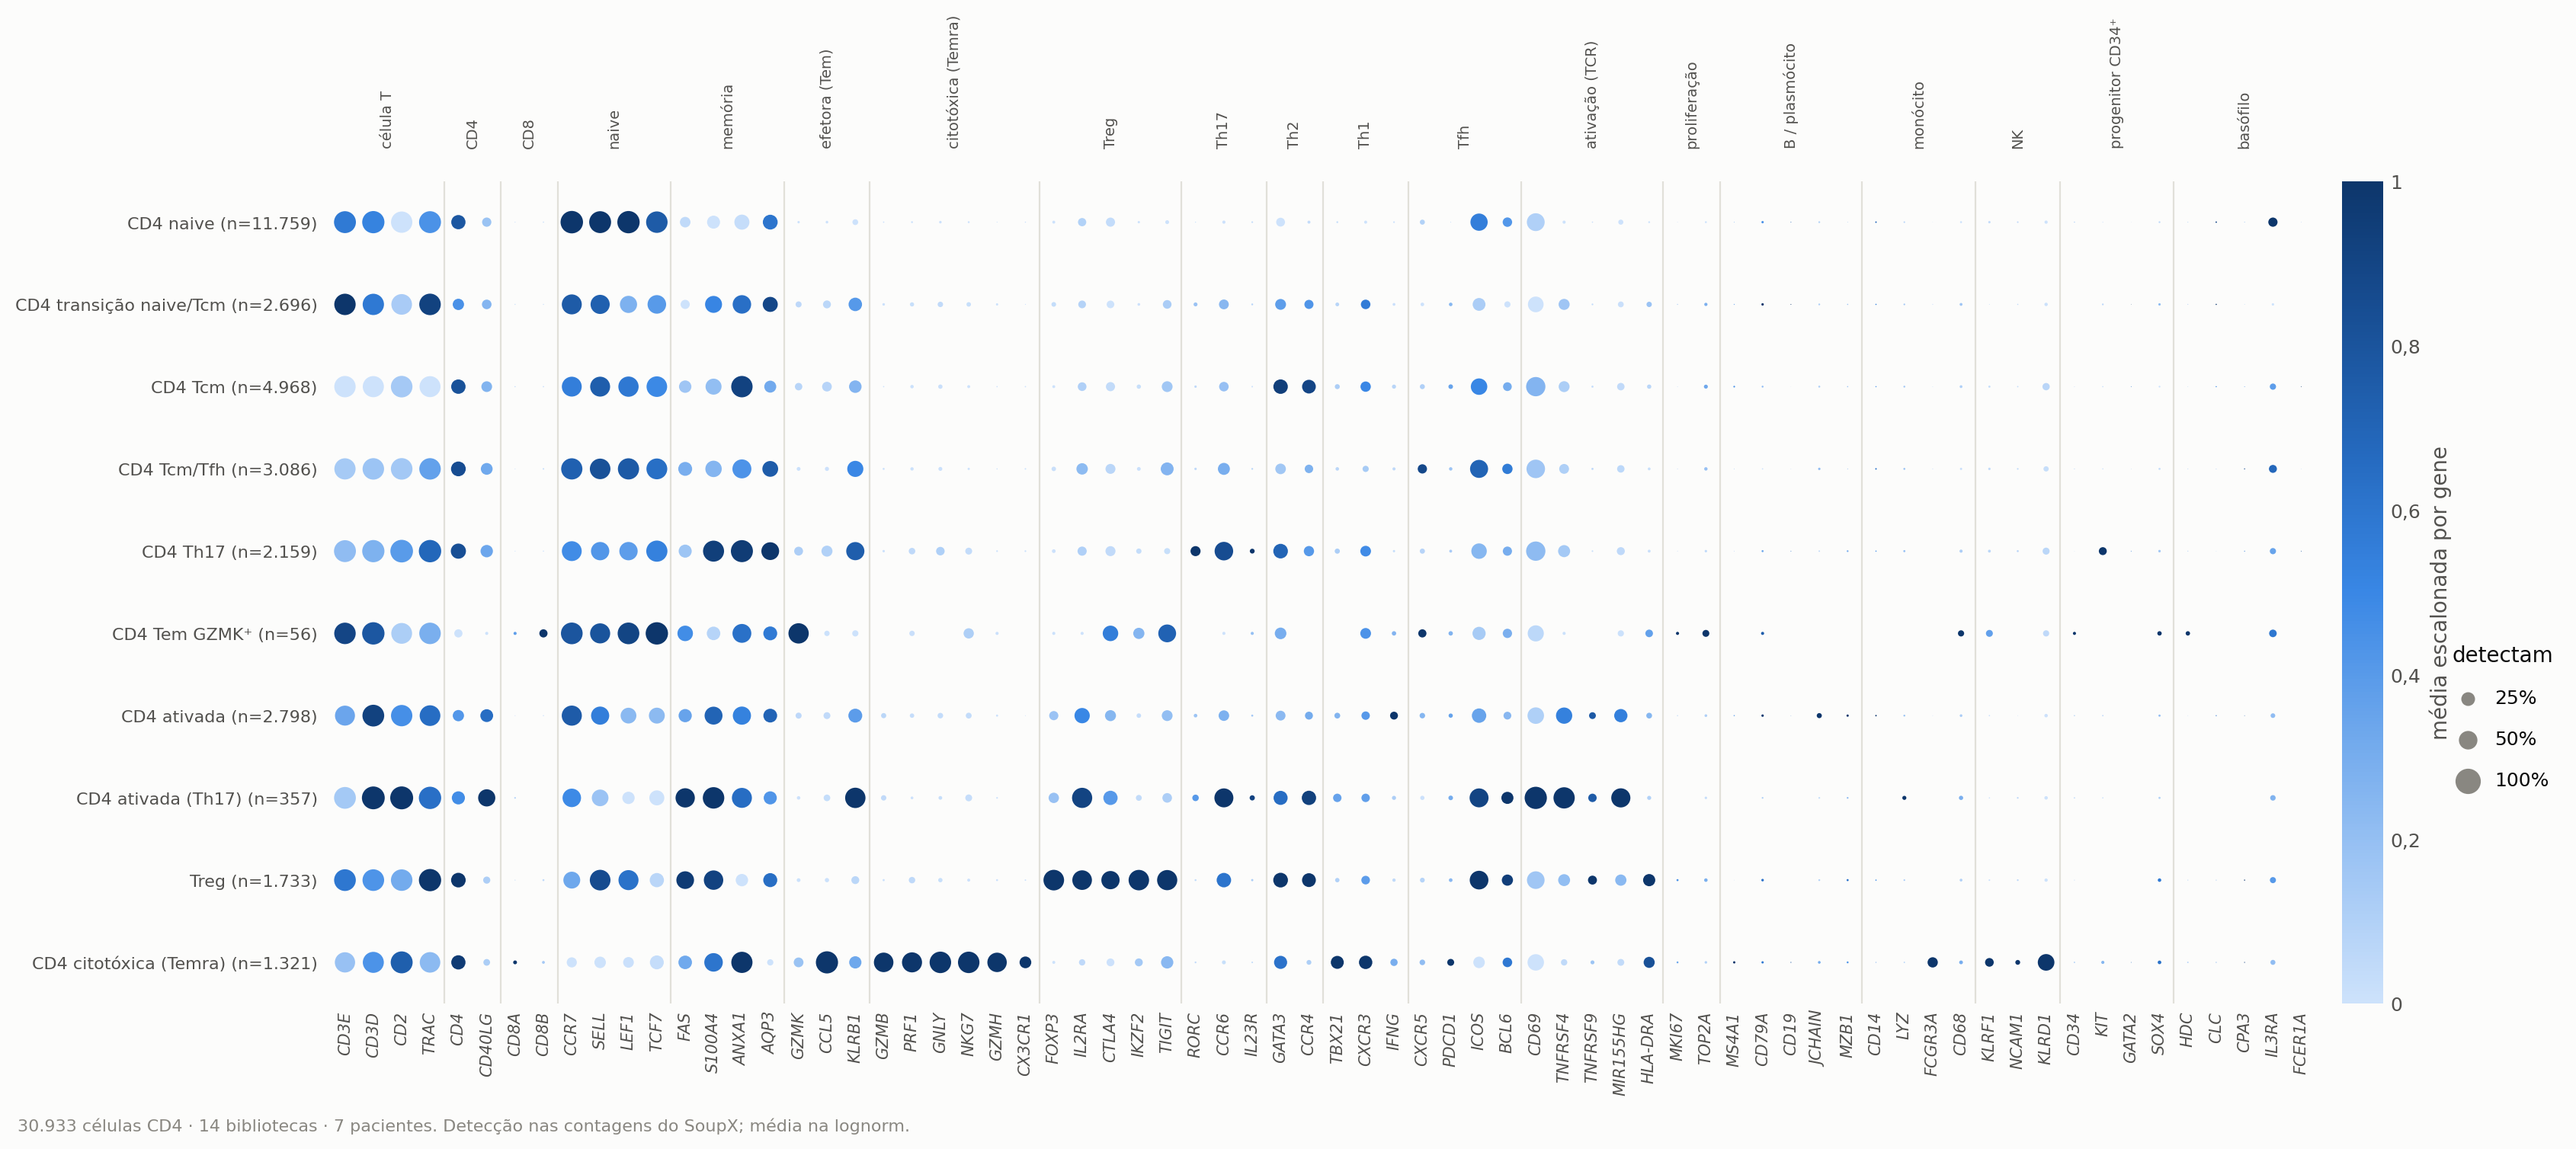 célula T
CD4
CD8
naive
memória
efetora (Tem)
citotóxica (Temra)
Treg
Th17
Th2
Th1
Tfh
ativação (TCR)
proliferação
B / plasmócito
monócito
NK
progenitor CD34⁺
basófilo
CD4 naive (n=11.759)
CD4 transição naive/Tcm (n=2.696)
CD4 Tcm (n=4.968)
CD4 Tcm/Tfh (n=3.086)
CD4 Th17 (n=2.159)
CD4 Tem GZMK⁺ (n=56)
CD4 ativada (n=2.798)
CD4 ativada (Th17) (n=357)
Treg (n=1.733)
CD4 citotóxica (Temra) (n=1.321)
CD3E
CD3D
CD2
TRAC
CD4
CD40LG
CD8A
CD8B
CCR7
SELL
LEF1
TCF7
FAS
S100A4
ANXA1
AQP3
GZMK
CCL5
KLRB1
GZMB
PRF1
GNLY
NKG7
GZMH
CX3CR1
FOXP3
IL2RA
CTLA4
IKZF2
TIGIT
RORC
CCR6
IL23R
GATA3
CCR4
TBX21
CXCR3
IFNG
CXCR5
PDCD1
ICOS
BCL6
CD69
TNFRSF4
TNFRSF9
MIR155HG
HLA-DRA
MKI67
TOP2A
MS4A1
CD79A
CD19
JCHAIN
MZB1
CD14
LYZ
FCGR3A
CD68
KLRF1
NCAM1
KLRD1
CD34
KIT
GATA2
SOX4
HDC
CLC
CPA3
IL3RA
FCER1A
1
0,8
0,6
0,4
0,2
0
média escalonada por gene
detectam
25%
50%
100%
30.933 células CD4 · 14 bibliotecas · 7 pacientes. Detecção nas contagens do SoupX; média na lognorm.